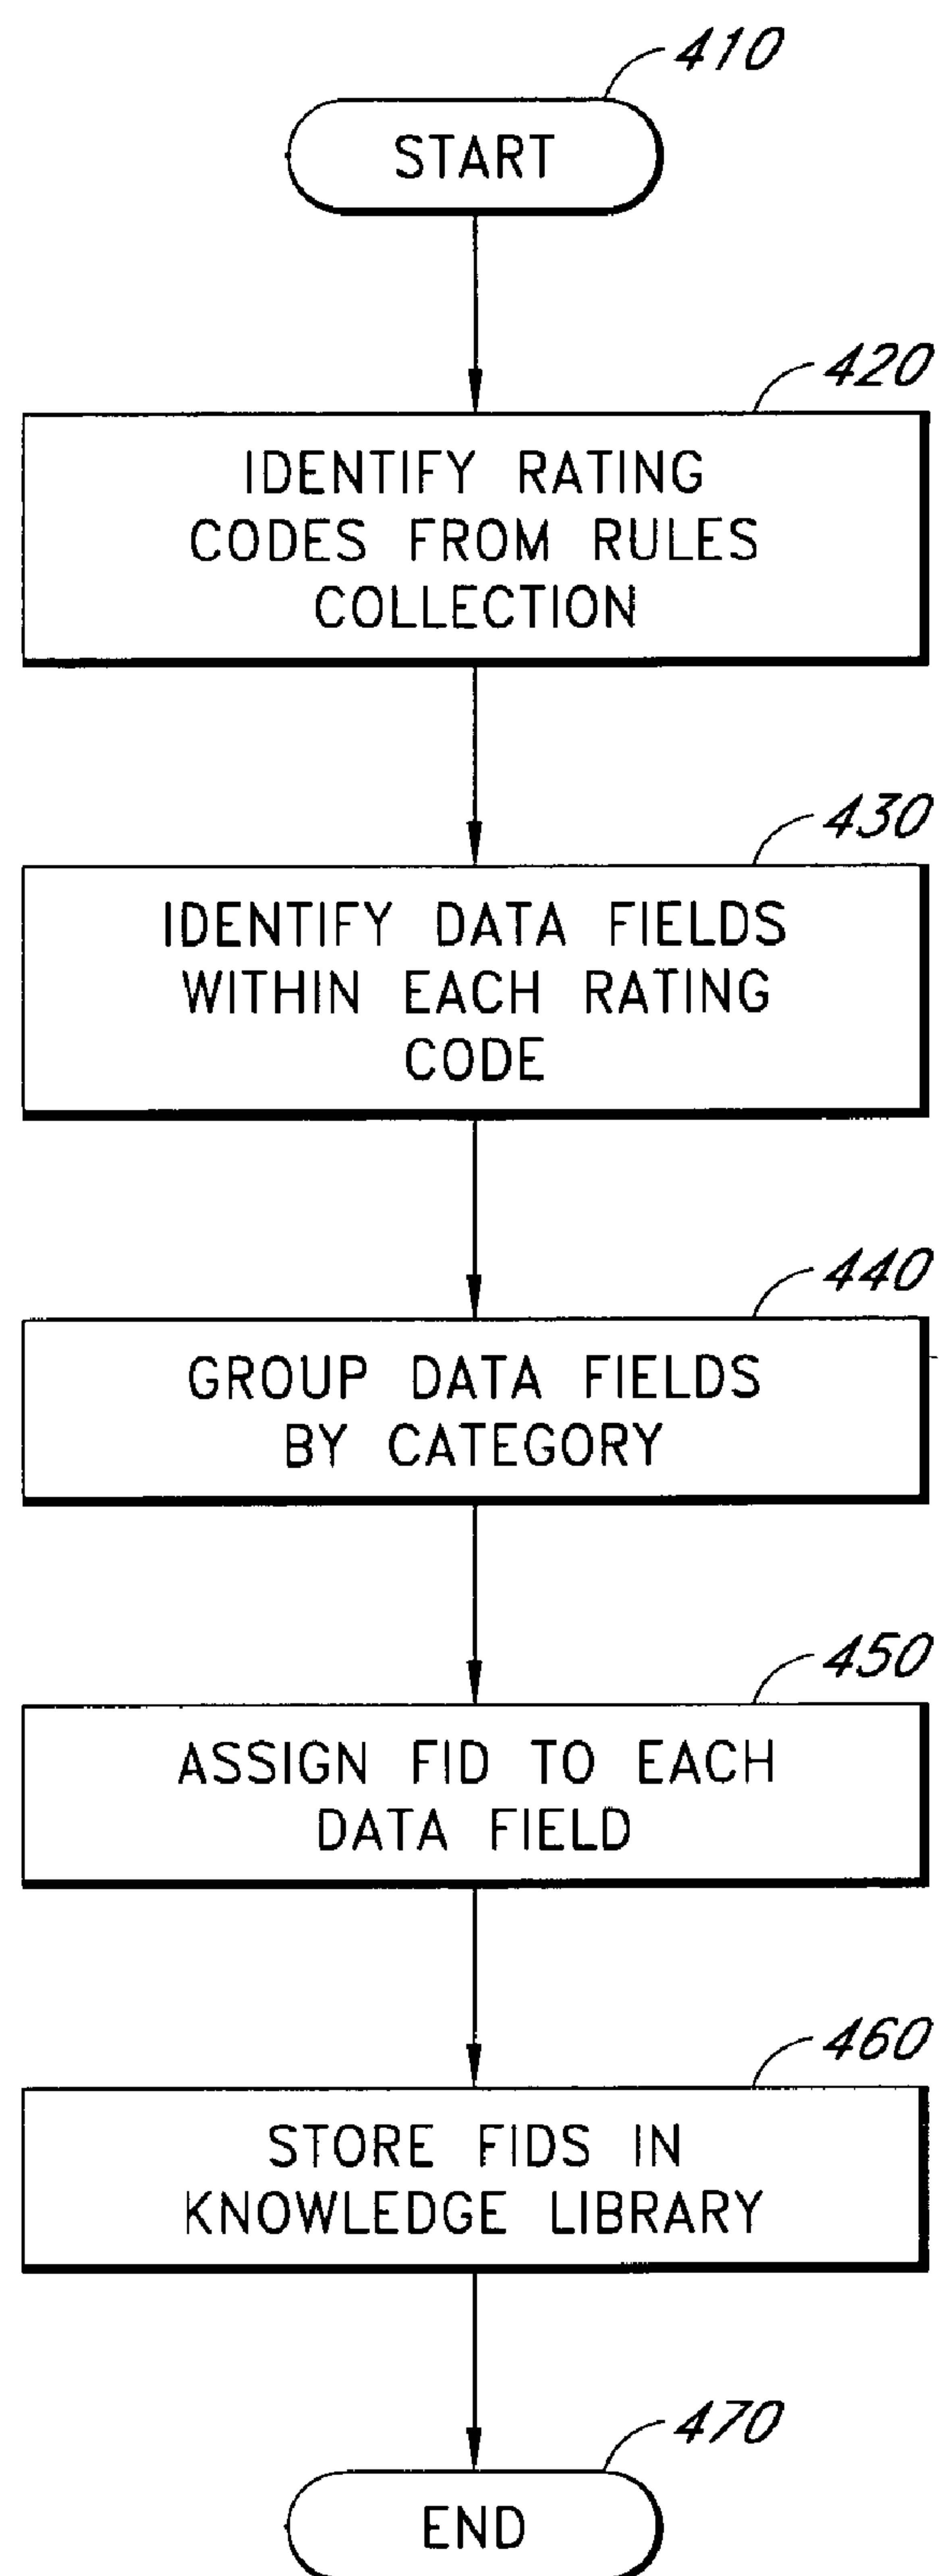 410
START
420
IDENTIFY RATING
CODES FROM RULES
COLLECTION
430
IDENTIFY DATA FIELDS
WITHIN EACH RATING
CODE
440
GROUP DATA FIELDS
BY CATEGORY
450
ASSIGN FID TO EACH
DATA FIELD
460
STORE FIDS IN
KNOWLEDGE LIBRARY
470
END